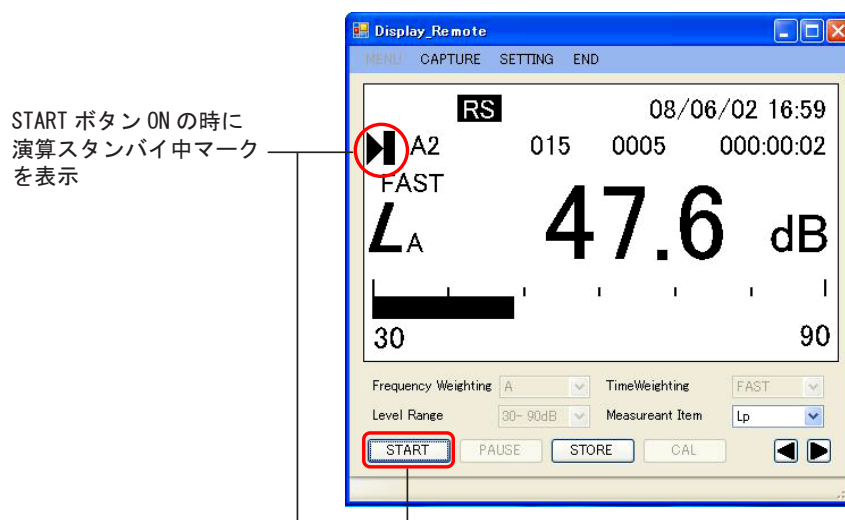 START ボタン ON の時に
演算スタンバイ中マーク
を表示
Display_Remote
MENU CAPTURE SETTING END
RS 08/06/02 16:59
A2 015 0005 000:00:02
FAST
LA 47.6 dB
30 90
Frequency Weighting A TimeWeighting FAST
Level Range 30- 90dB Measureant Item Lp
START PAUSE STORE CAL